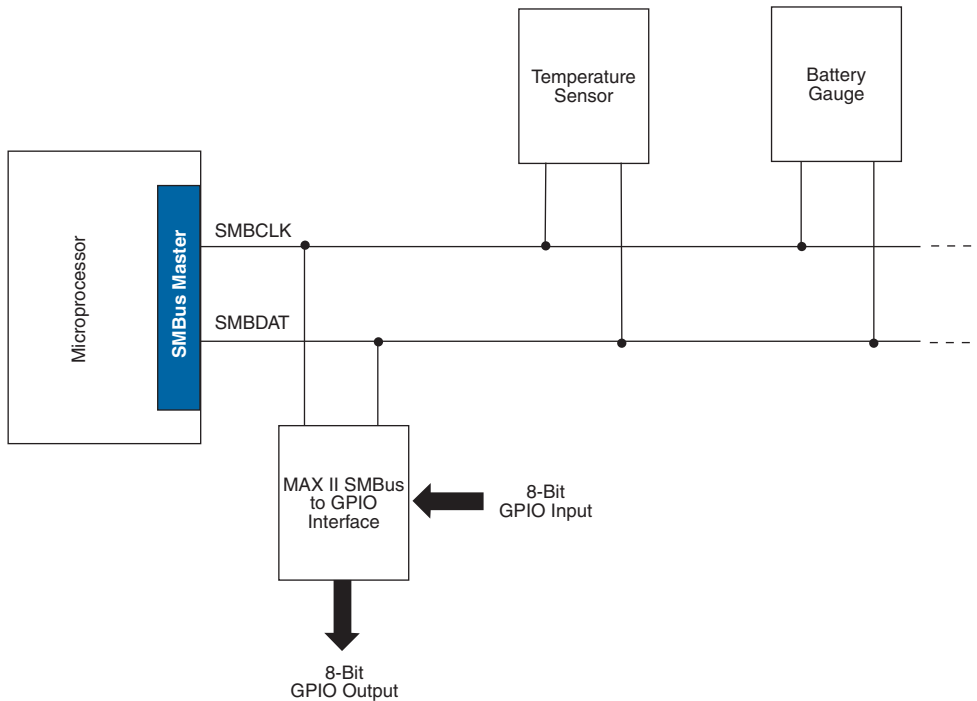 Temperature
Sensor
Battery
Gauge
Microprocessor
SMBus Master
SMBCLK
SMBDAT
MAX II SMBus
to GPIO
Interface
8-Bit
GPIO Input
8-Bit
GPIO Output